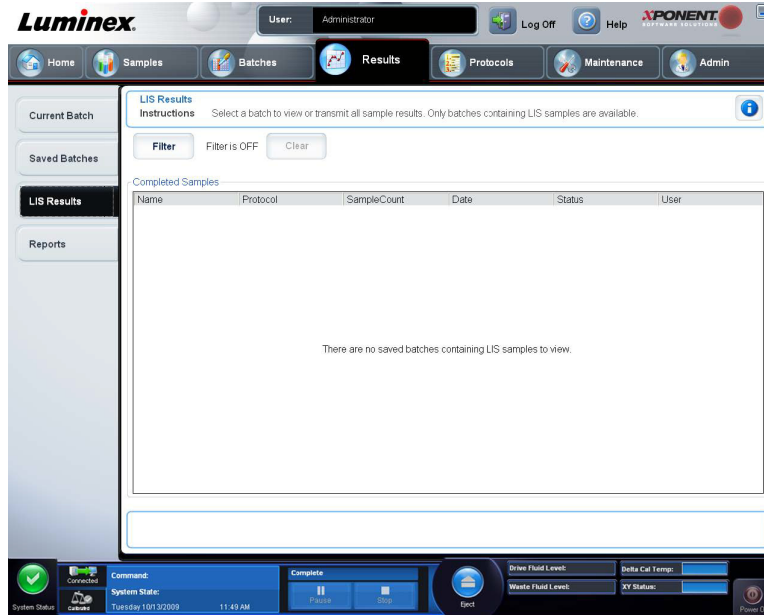 Luminex.
User: Administrator
Log Off
Help
XPONENT.
SOFTWARE SOLUTIONS
Home
Samples
Batches
Results
Protocols
Maintenance
Admin
Current Batch
Saved Batches
LIS Results
Reports
LIS Results
Instructions Select a batch to view or transmit all sample results. Only batches containing LIS samples are available.
Filter Filter is OFF Clear
Completed Samples
Name Protocol SampleCount Date Status User
There are no saved batches containing LIS samples to view.
System Status
Connected
Calibrated
Command:
System State:
Tuesday 10/13/2009 11:49 AM
Complete
Pause Stop
Eject
Drive Fluid Level:
Waste Fluid Level:
Delta Cal Temp:
XY Status:
Power O